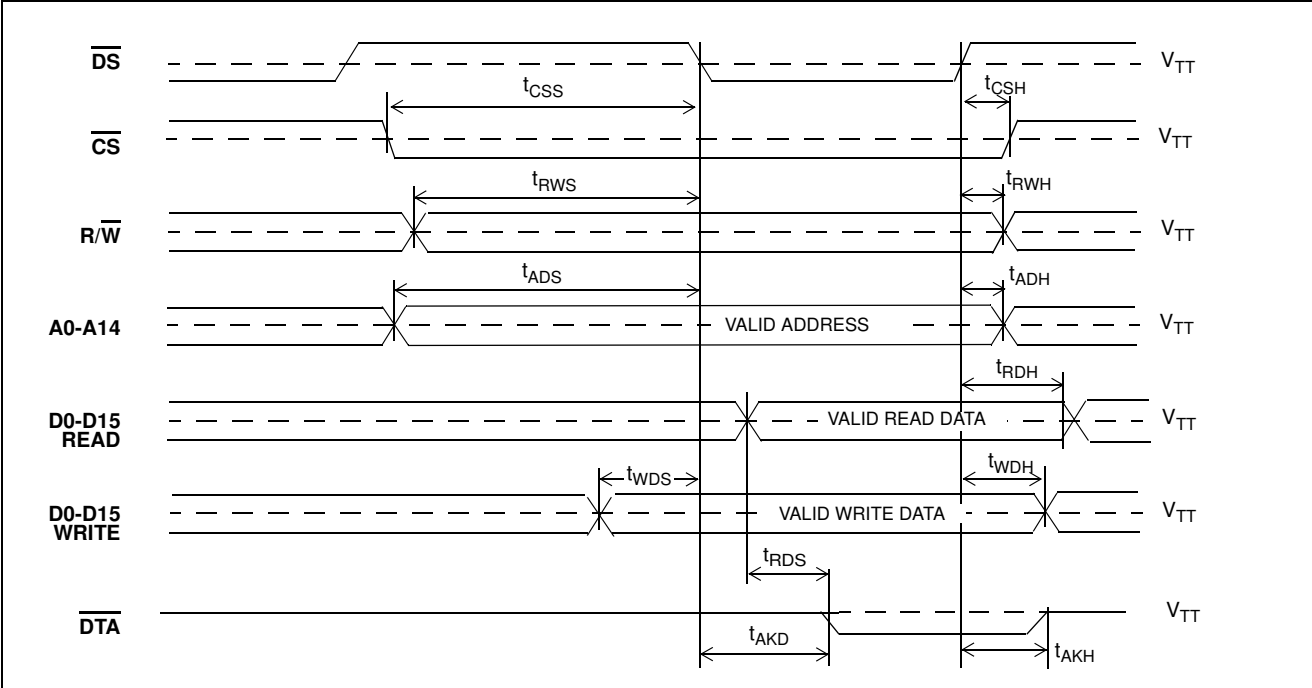 DS
VTT
tCSS
tCSH
CS
VTT
tRWS
tRWH
R/W
VTT
tADS
tADH
A0-A14
VALID ADDRESS
VTT
tRDH
D0-D15
READ
VALID READ DATA
VTT
tWDS
tWDH
D0-D15
WRITE
VALID WRITE DATA
VTT
tRDS
DTA
VTT
tAKD
tAKH